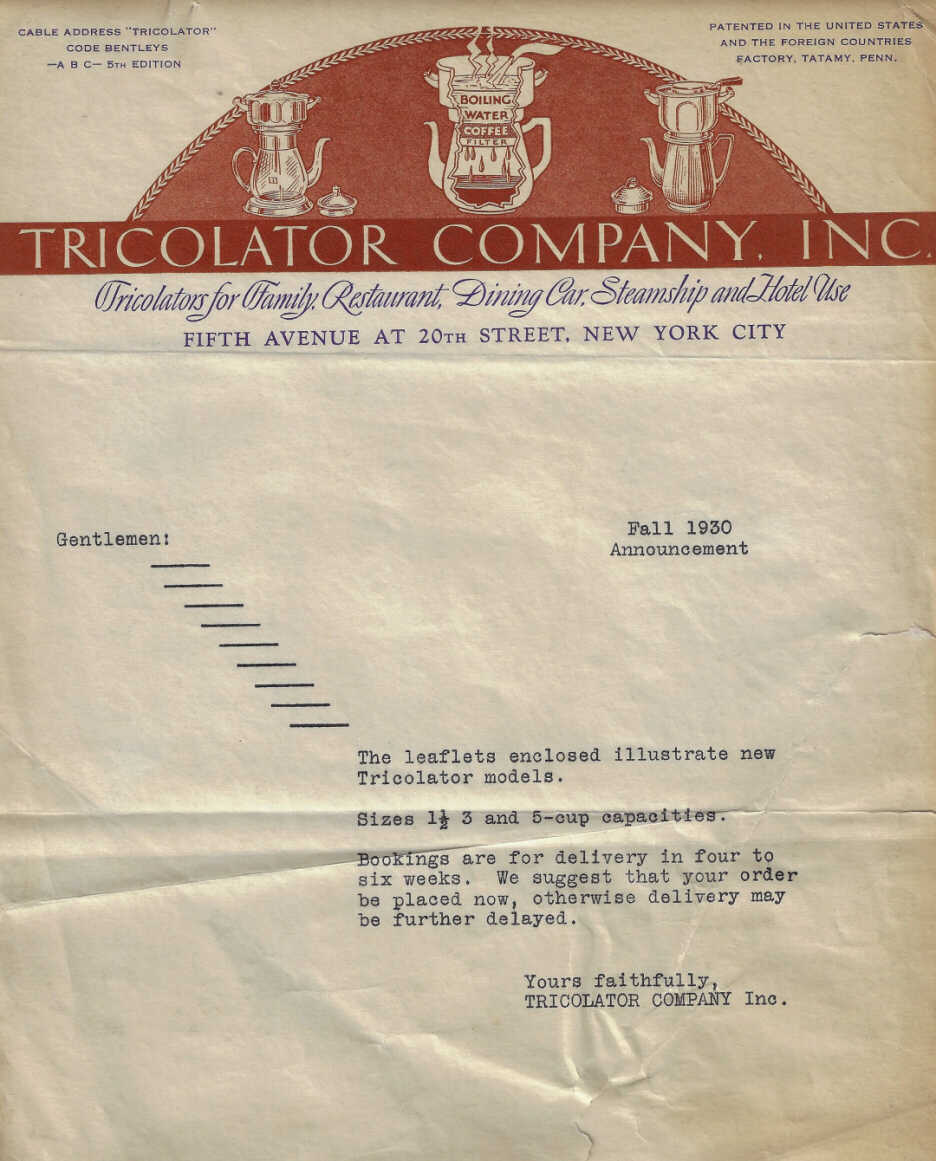 CABLE ADDRESS "TRICOLATOR"
CODE BENTLEYS
—A B C— 5TH EDITION
PATENTED IN THE UNITED STATES
AND THE FOREIGN COUNTRIES
FACTORY, TATAMY, PENN.
BOILING
WATER
COFFEE
FILTER
TRICOLATOR COMPANY, INC.
Tricolators for Family, Restaurant, Dining Car, Steamship and Hotel Use
FIFTH AVENUE AT 20TH STREET, NEW YORK CITY
Fall 1930
Announcement
Gentlemen:
The leaflets enclosed illustrate new
Tricolator models.
Sizes 1½ 3 and 5-cup capacities.
Bookings are for delivery in four to
six weeks. We suggest that your order
be placed now, otherwise delivery may
be further delayed.
Yours faithfully,
TRICOLATOR COMPANY Inc.